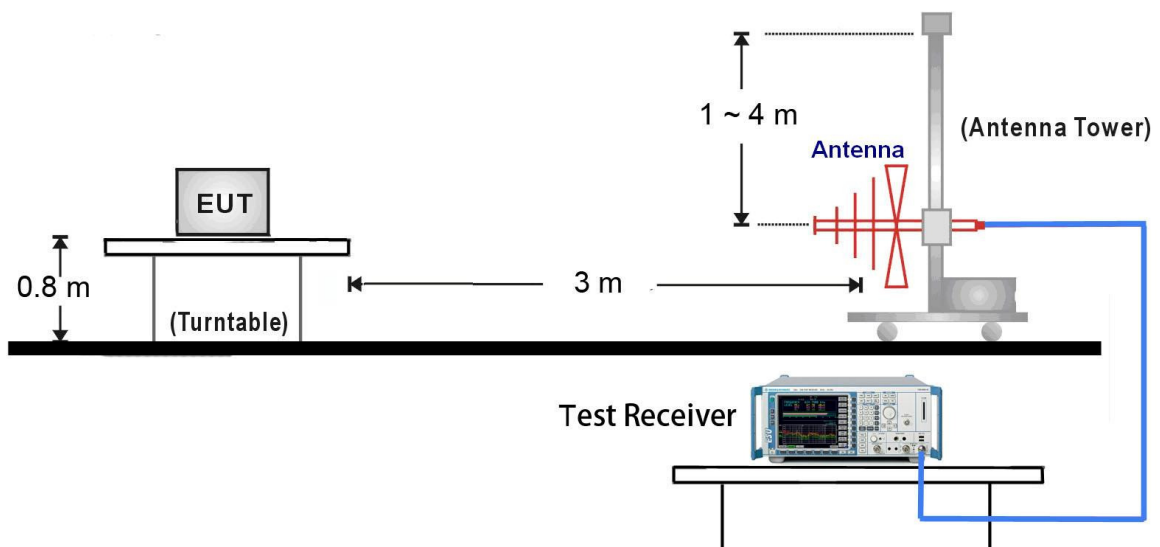 1 ~ 4 m
(Antenna Tower)
Antenna
EUT
0.8 m
3 m
(Turntable)
Test Receiver